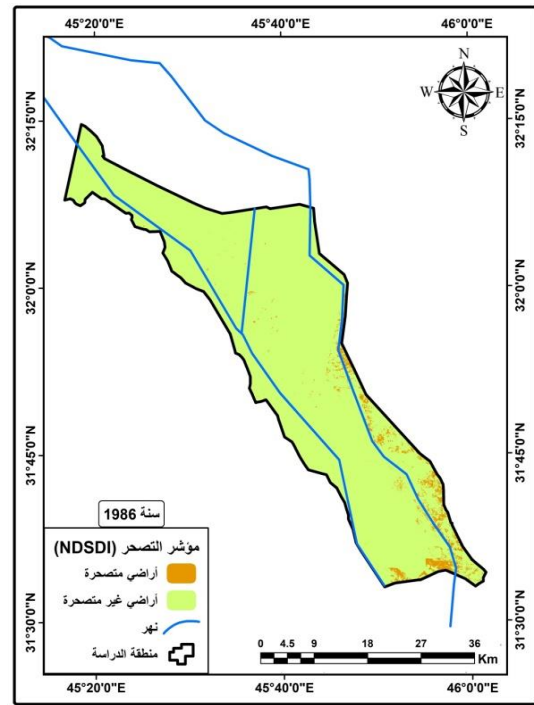 45°20'0"E 45°40'0"E 46°0'0"E
N
W E
S
32°15'0"N 32°15'0"N
32°0'0"N 32°0'0"N
31°45'0"N 31°45'0"N
31°30'0"N 31°30'0"N
سنة 1986
مؤشر التصحر (NDSDI)
أراضي متصحرة
أراضي غير متصحرة
نهر
منطقة الدراسة
0 4.5 9 18 27 36
Km
45°20'0"E 45°40'0"E 46°0'0"E